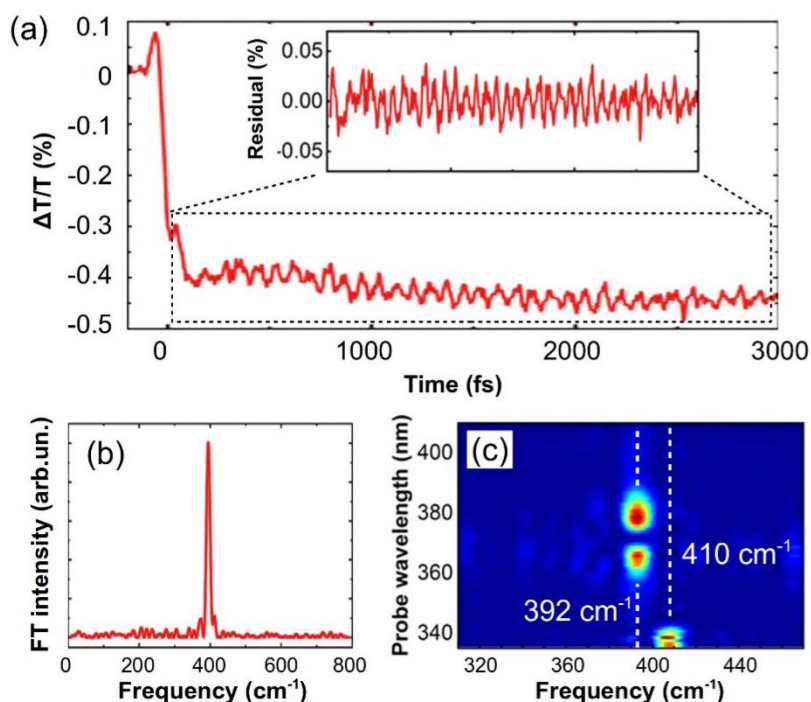 (a)
0.1
0
-0.1
-0.2
-0.3
-0.4
-0.5
ΔT/T (%)
0.05
0.00
-0.05
Residual (%)
0 1000 2000 3000
Time (fs)
(b)
FT intensity (arb.un.)
0 200 400 600 800
Frequency (cm⁻¹)
(c)
400
380
360
340
Probe wavelength (nm)
410 cm⁻¹
392 cm⁻¹
320 360 400 440
Frequency (cm⁻¹)